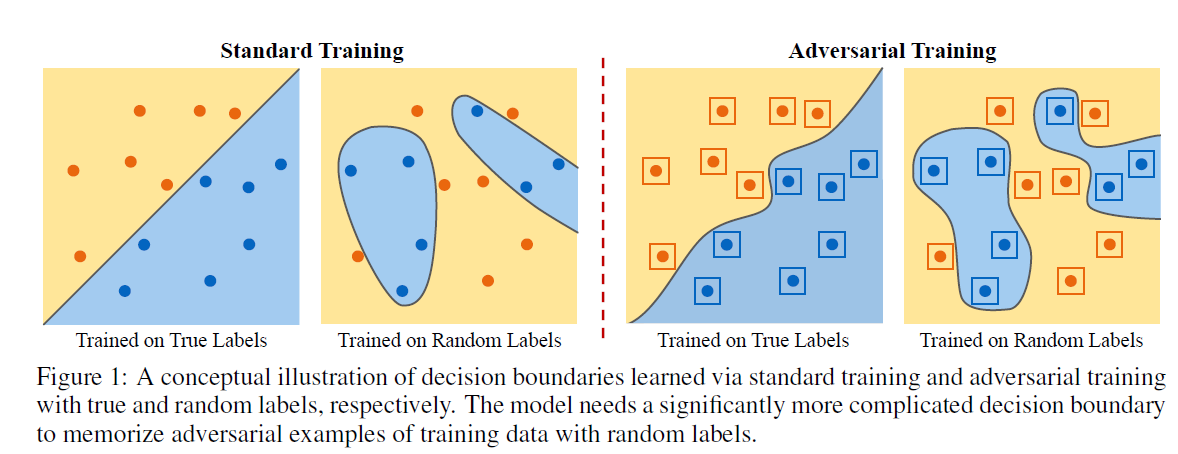 Standard Training
Adversarial Training
Trained on True Labels
Trained on Random Labels
Trained on True Labels
Trained on Random Labels
Figure 1: A conceptual illustration of decision boundaries learned via standard training and adversarial training
with true and random labels, respectively. The model needs a significantly more complicated decision boundary
to memorize adversarial examples of training data with random labels.